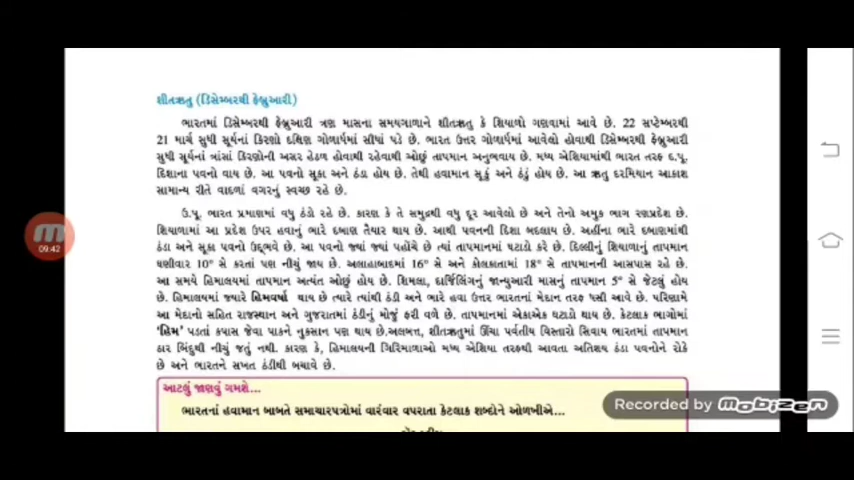 શીતઋતુ (ડિસેમ્બરથી ફેબ્રુઆરી)
ભારતમાં ડિસેમ્બરથી ફેબ્રુઆરી ત્રણ માસના સમયગાળાને શીતઋતુ કે શિયાળો ગણવામાં આવે છે. 22 સપ્ટેમ્બરથી
21 માર્ચ સુધી સૂર્યનાં કિરણો દક્ષિણ ગોળાર્ધમાં સીધાં પડે છે. ભારત ઉત્તર ગોળાર્ધમાં આવેલો હોવાથી ડિસેમ્બરથી ફેબ્રુઆરી
સુધી સૂર્યનાં ત્રાંસાં કિરણોની અસર હેઠળ હોવાથી રહેવાથી ઓછું તાપમાન અનુભવાય છે. મધ્ય એશિયામાંથી ભારત તરફ દ.પૂ.
દિશાના પવનો વાય છે. આ પવનો સૂકા અને ઠંડા હોય છે. તેથી હવામાન સૂકું અને ઠંડું હોય છે. આ ઋતુ દરમિયાન આકાશ
સામાન્ય રીતે વાદળાં વગરનું સ્વચ્છ રહે છે.
ઉ.પૂ. ભારત પ્રમાણમાં વધુ ઠંડો રહે છે. કારણ કે તે સમુદ્રથી વધુ દૂર આવેલો છે અને તેનો અમુક ભાગ રણપ્રદેશ છે.
શિયાળામાં આ પ્રદેશ ઉપર હવાનું ભારે દબાણ તૈયાર થાય છે. આથી પવનની દિશા બદલાય છે. અહીંના ભારે દબાણમાંથી
ઠંડા અને સૂકા પવનો ઉદ્ભવે છે. આ પવનો જ્યાં જ્યાં પહોંચે છે ત્યાં તાપમાનમાં ઘટાડો કરે છે. દિલ્લીનું શિયાળાનું તાપમાન
ઘણીવાર 10° સે કરતાં પણ નીચું જાય છે. અલાહાબાદમાં 16° સે અને કોલકાતામાં 18° સે તાપમાનની આસપાસ રહે છે.
આ સમયે હિમાલયમાં તાપમાન અત્યંત ઓછું હોય છે. શિમલા, દાર્જિલિંગનું જાન્યુઆરી માસનું તાપમાન 5° સે જેટલું હોય
છે. હિમાલયમાં જ્યારે હિમવર્ષા થાય છે ત્યારે ત્યાંથી ઠંડી અને ભારે હવા ઉત્તર ભારતનાં મેદાન તરફ ધસી આવે છે. પરિણામે
આ મેદાનો સહિત રાજસ્થાન અને ગુજરાતમાં ઠંડીનું મોજું ફરી વળે છે. તાપમાનમાં એકાએક ઘટાડો થાય છે. કેટલાક ભાગોમાં
'હિમ' પડતાં કપાસ જેવા પાકને નુકસાન પણ થાય છે.અલબત્ત, શીતઋતુમાં ઊંચા પર્વતીય વિસ્તારો સિવાય ભારતમાં તાપમાન
ઠાર બિંદુથી નીચું જતું નથી. કારણ કે, હિમાલયની ગિરિમાળાઓ મધ્ય એશિયા તરફથી આવતા અતિશય ઠંડા પવનોને રોકે
છે અને ભારતને સખત ઠંડીથી બચાવે છે.
આટલું જાણવું ગમશે...
ભારતનાં હવામાન બાબતે સમાચારપત્રોમાં વારંવાર વપરાતા કેટલાક શબ્દોને ઓળખીએ...
09:42
Recorded by mobizen